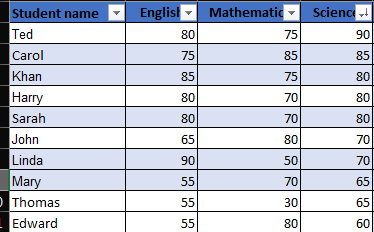 Student name English Mathematic Science
Ted 80 75 90
Carol 75 85 85
Khan 85 75 80
Harry 80 70 80
Sarah 80 70 80
John 65 80 70
Linda 90 50 70
Mary 55 70 65
Thomas 55 30 65
Edward 55 80 60